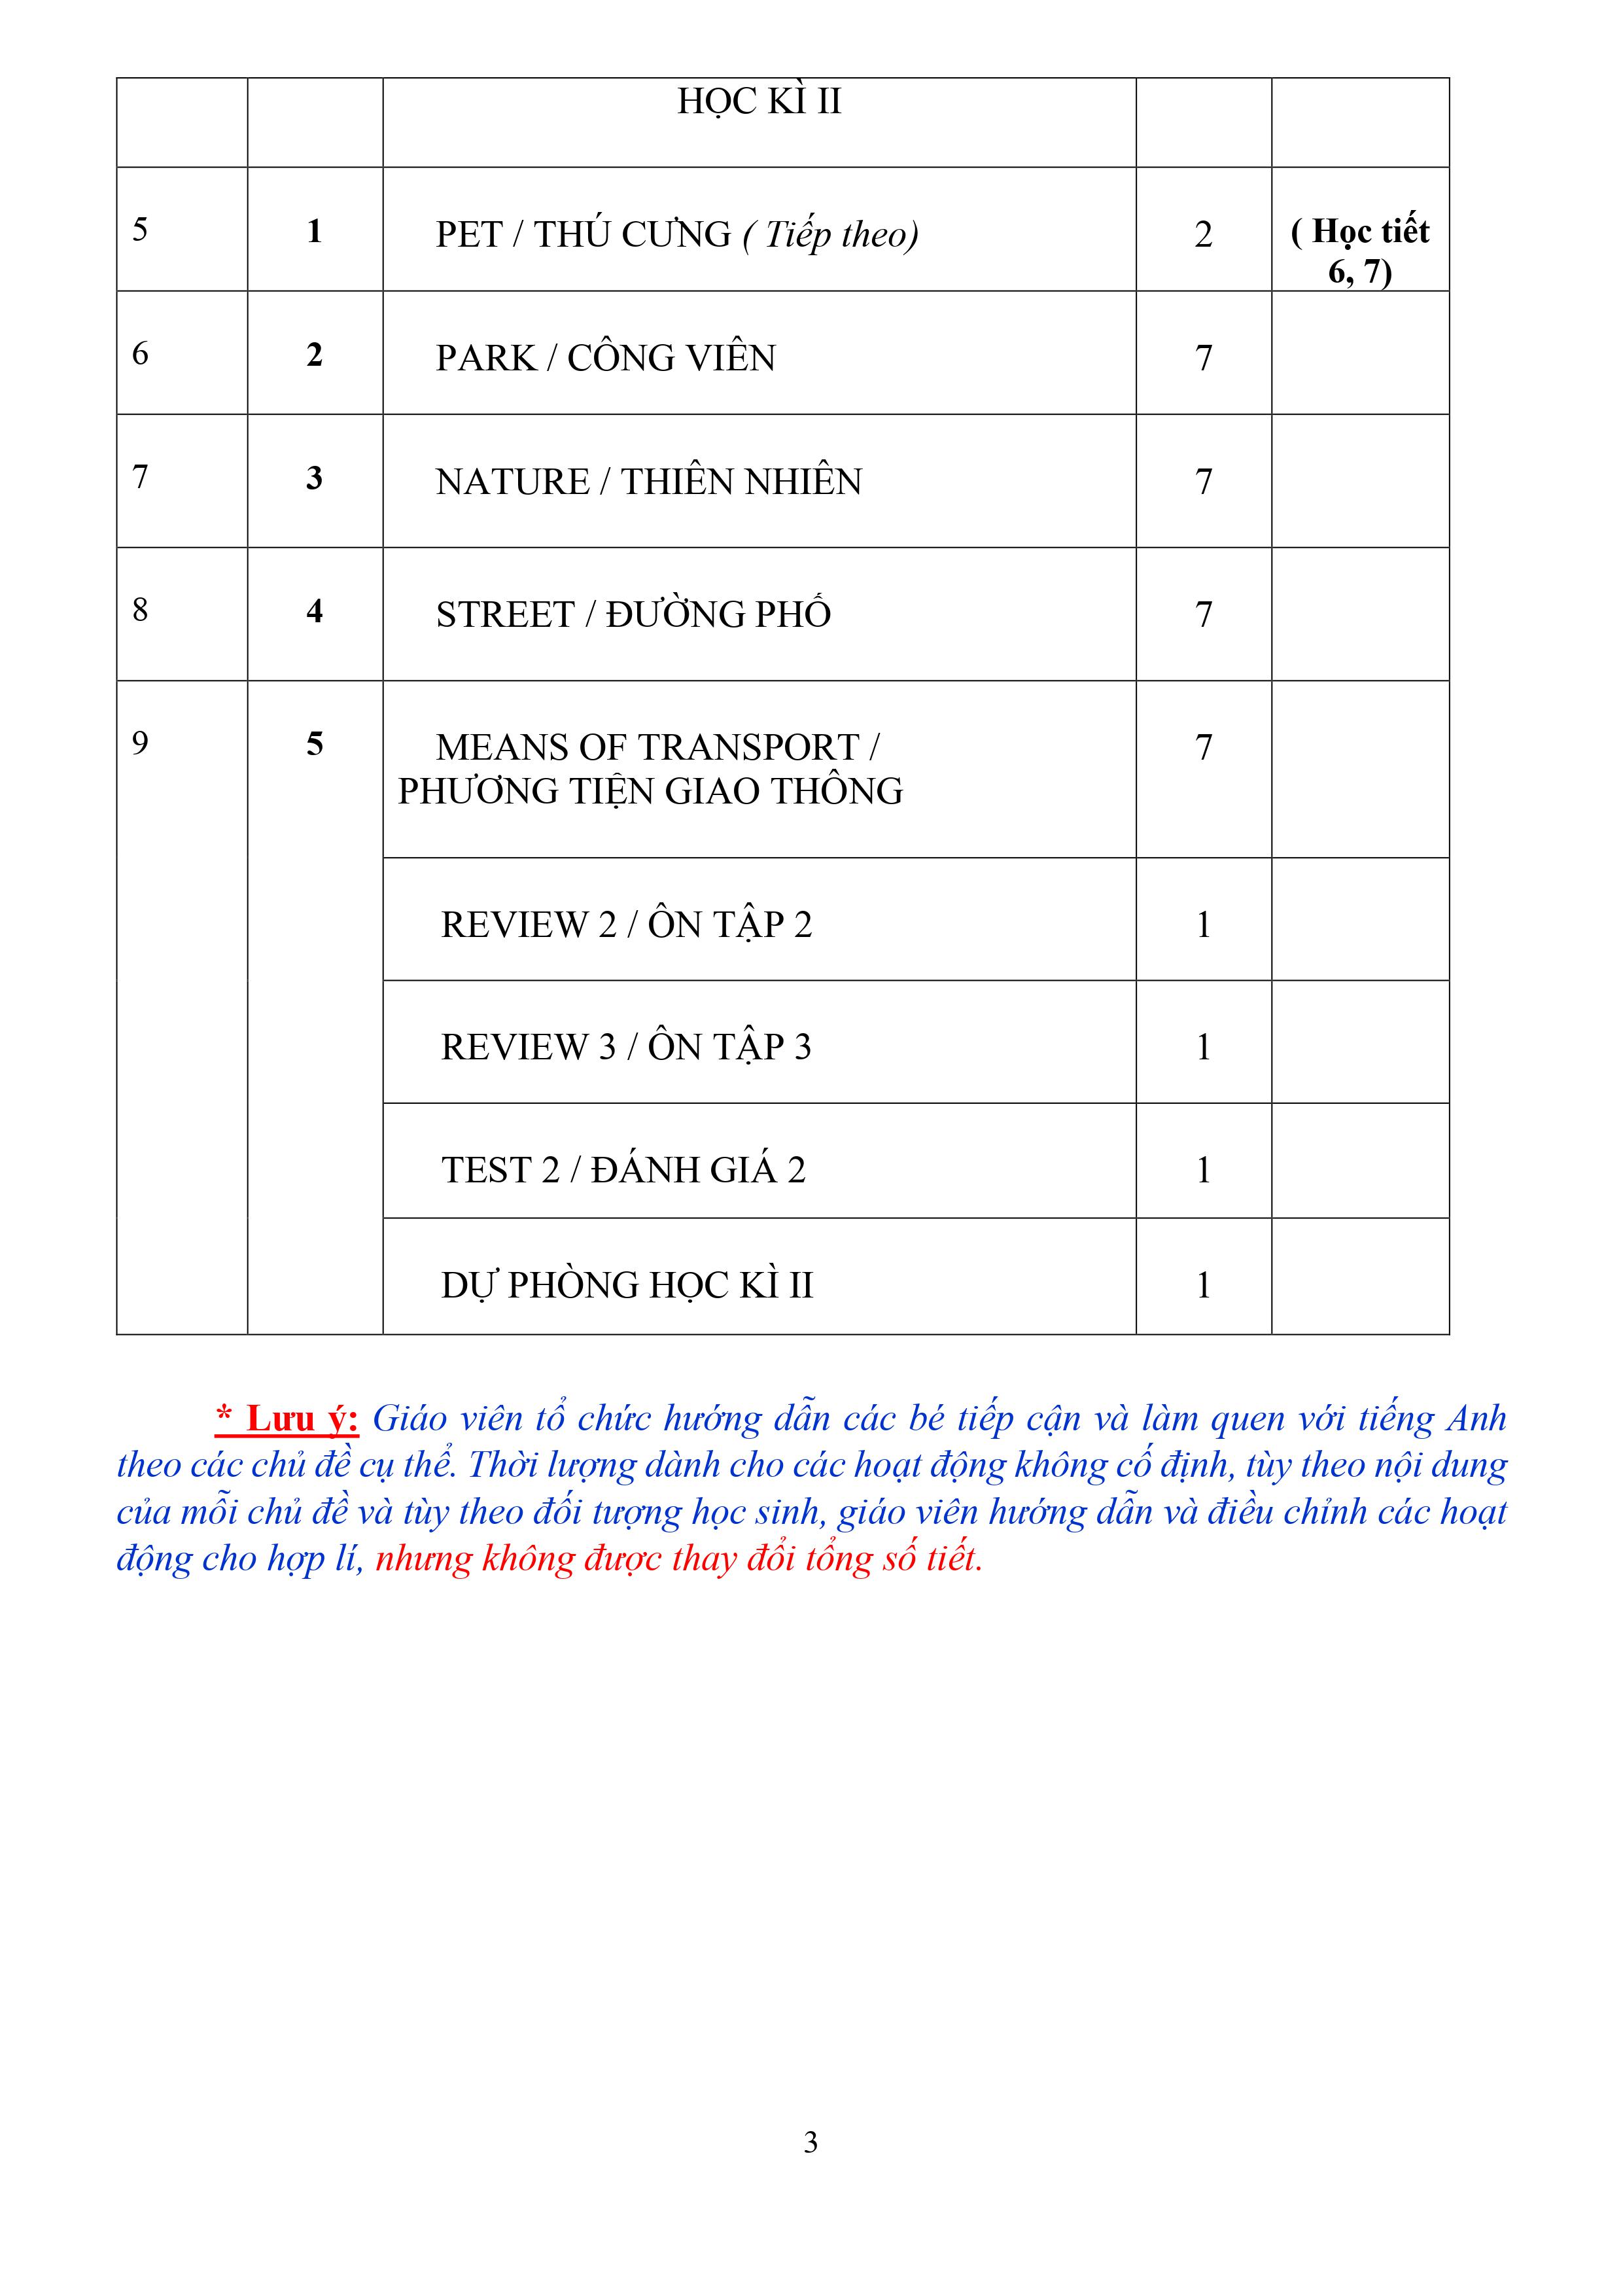 HỌC KÌ II
5 1 PET / THÚ CƯNG ( Tiếp theo) 2 ( Học tiết
6, 7)
6 2 PARK / CÔNG VIÊN 7
7 3 NATURE / THIÊN NHIÊN 7
8 4 STREET / ĐƯỜNG PHỐ 7
9 5 MEANS OF TRANSPORT / 7
PHƯƠNG TIỆN GIAO THÔNG
REVIEW 2 / ÔN TẬP 2 1
REVIEW 3 / ÔN TẬP 3 1
TEST 2 / ĐÁNH GIÁ 2 1
DỰ PHÒNG HỌC KÌ II 1
* Lưu ý: Giáo viên tổ chức hướng dẫn các bé tiếp cận và làm quen với tiếng Anh
theo các chủ đề cụ thể. Thời lượng dành cho các hoạt động không cố định, tùy theo nội dung
của mỗi chủ đề và tùy theo đối tượng học sinh, giáo viên hướng dẫn và điều chỉnh các hoạt
động cho hợp lí, nhưng không được thay đổi tổng số tiết.
3